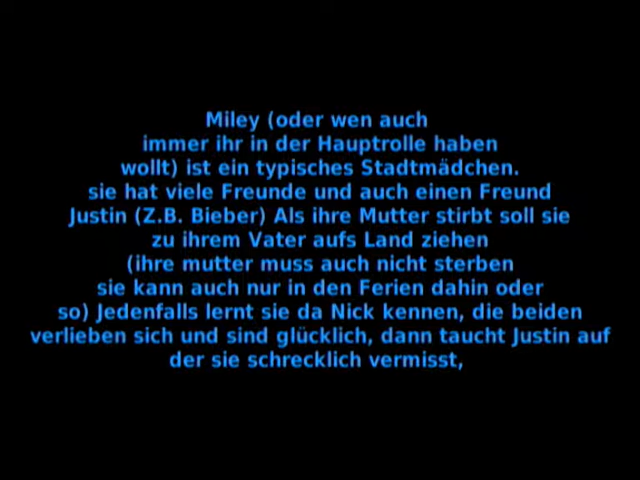 Miley (oder wen auch
immer ihr in der Hauptrolle haben
wollt) ist ein typisches Stadtmädchen.
sie hat viele Freunde und auch einen Freund
Justin (Z.B. Bieber) Als ihre Mutter stirbt soll sie
zu ihrem Vater aufs Land ziehen
(ihre mutter muss auch nicht sterben
sie kann auch nur in den Ferien dahin oder
so) Jedenfalls lernt sie da Nick kennen, die beiden
verlieben sich und sind glücklich, dann taucht Justin auf
der sie schrecklich vermisst,